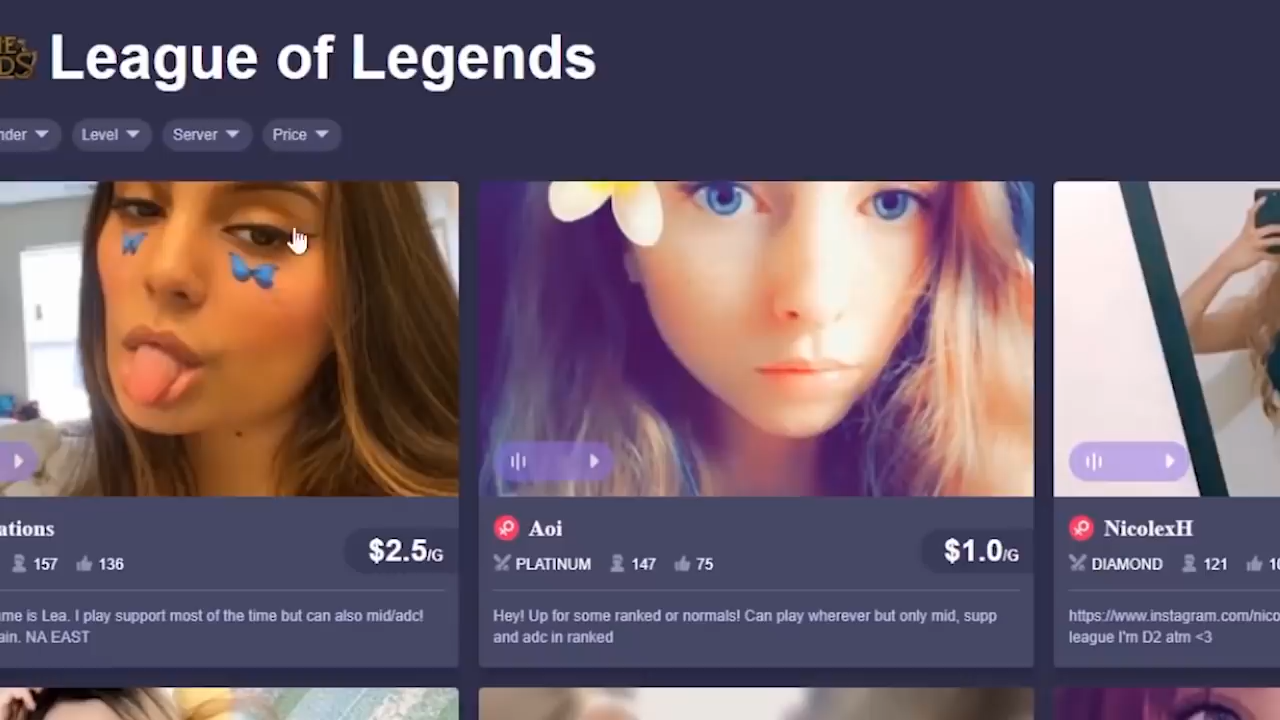 League of Legends
nder
Level
Server
Price
ations
157
136
$2.5/G
me is Lea. I play support most of the time but can also mid/adc!
ain. NA EAST
Aoi
PLATINUM
147
75
$1.0/G
Hey! Up for some ranked or normals! Can play wherever but only mid, supp
and adc in ranked
NicolexH
DIAMOND
121
10
https://www.instagram.com/nico
league I'm D2 atm <3